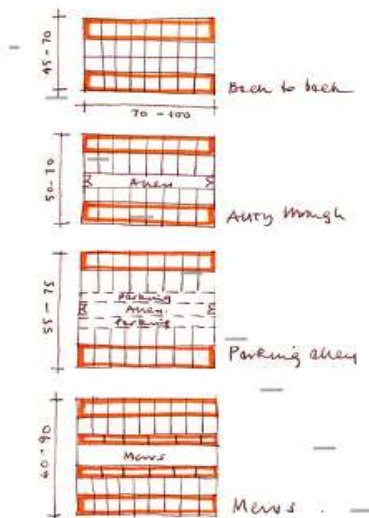 45-70
Back to back
70-100
50-70
Alley
Alley through
55-75
Parking
Alley
Parking
Parking alley
60-90
Mews
Mews